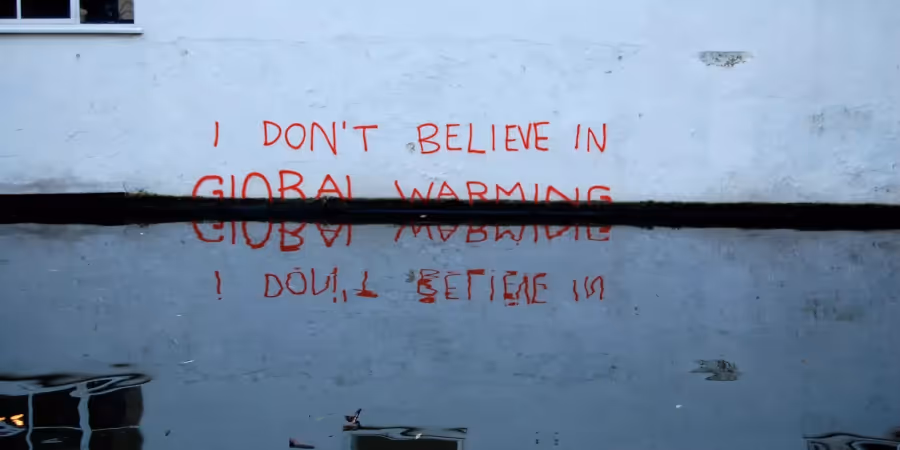 I DON'T BELIEVE IN
GLOBAL WARMING